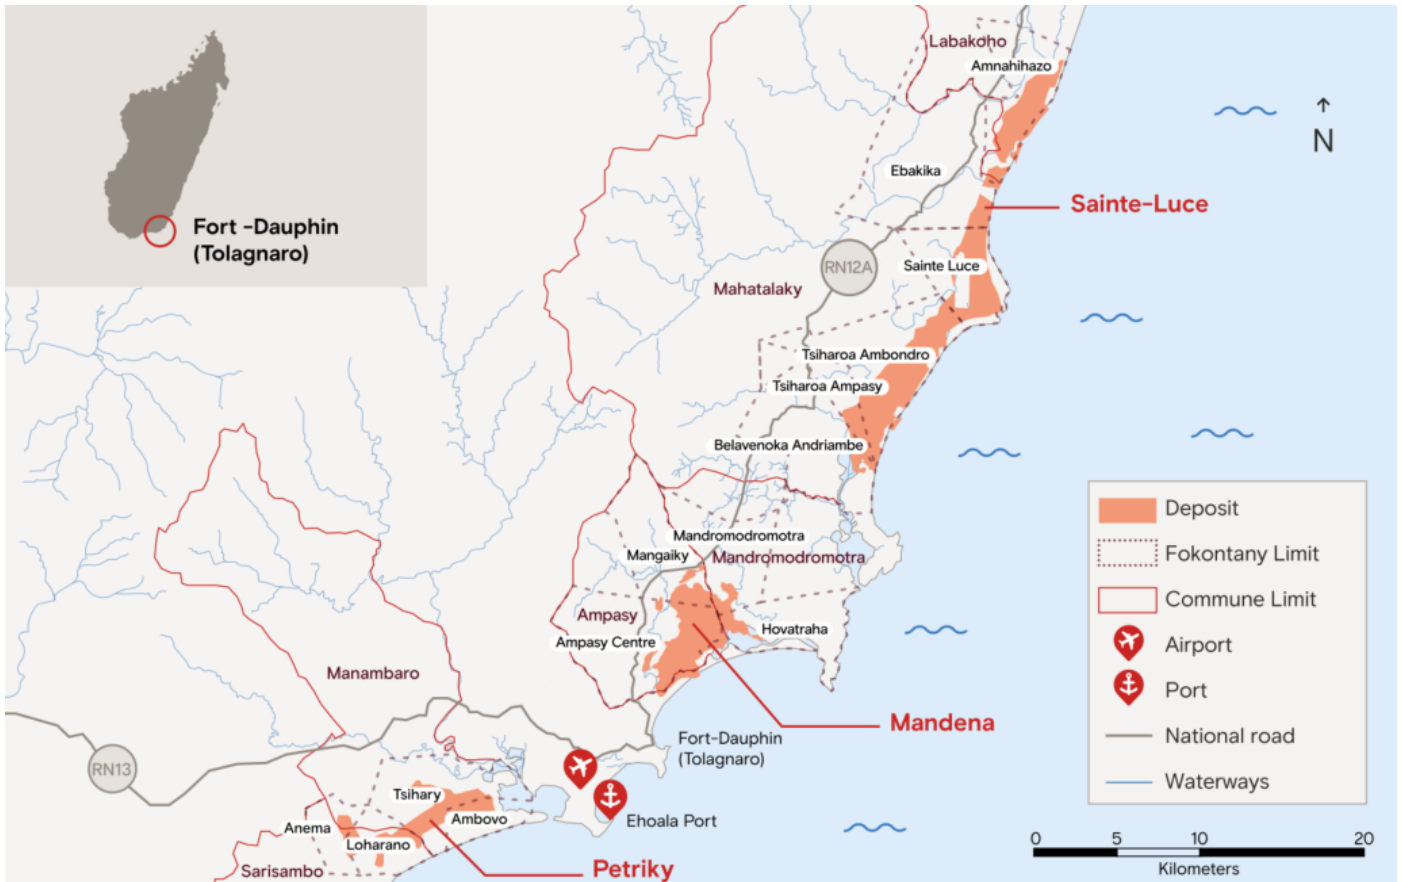 Labakoho
Amnahihazo
N
Ebakika
Fort -Dauphin
(Tolagnaro)
Sainte-Luce
RN12A
Sainte Luce
Mahatalaky
Tsiharoa Ambondro
Tsiharoa Ampasy
Belavenoka Andriambe
Mandromodromotra
Mangaiky
Mandromodromotra
Ampasy
Ampasy Centre
Hovatraha
Manambaro
Mandena
Fort-Dauphin
(Tolagnaro)
RN13
Tsihary
Ambovo
Anema
Loharano
Ehoala Port
Sarisambo
Petriky
Deposit
Fokontany Limit
Commune Limit
Airport
Port
National road
Waterways
0 5 10 20
Kilometers